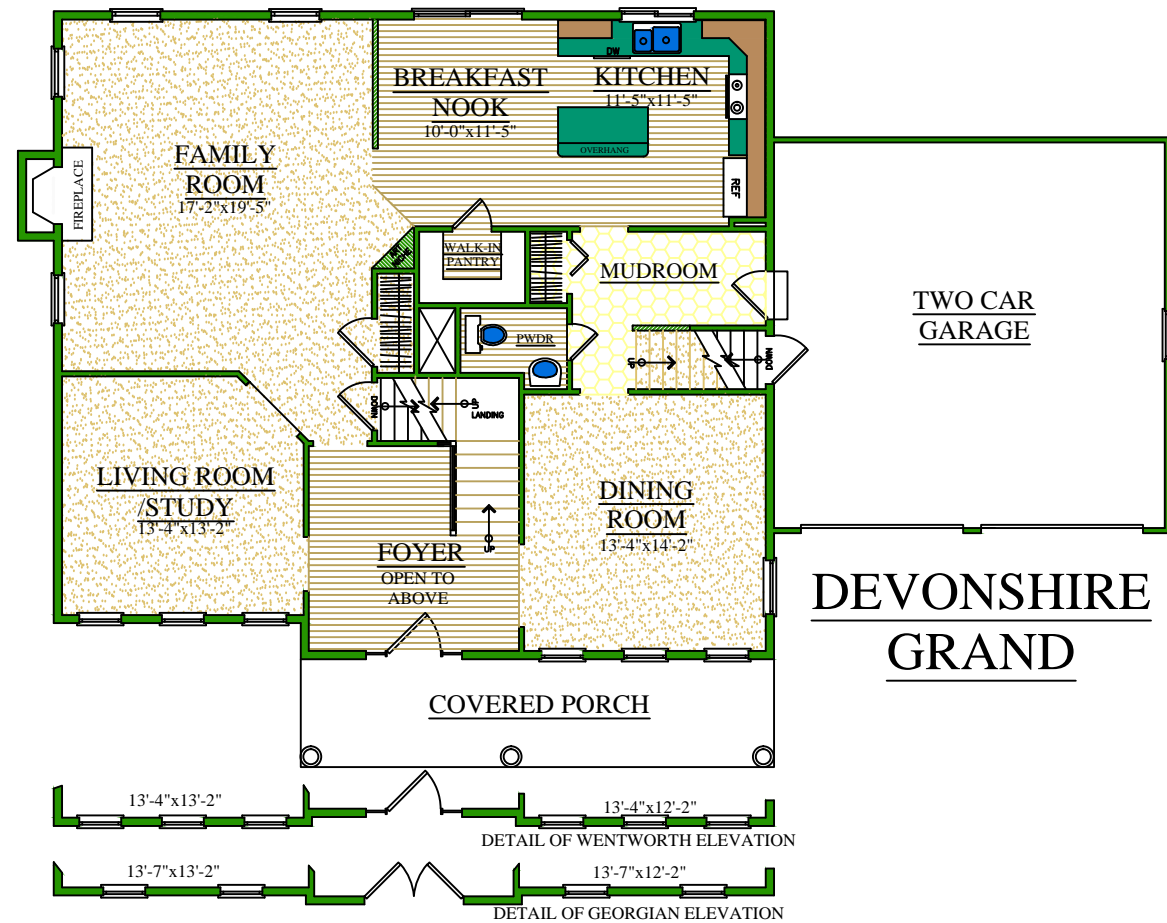 BREAKFAST
NOOK
10'-0"x11'-5"
DW
KITCHEN
11'-5"x11'-5"
OVERHANG
REF
FAMILY
ROOM
17'-2"x19'-5"
FIREPLACE
WALK-IN
PANTRY
MUDROOM
TWO CAR
GARAGE
PWDR
UP
DOWN
DOWN
UP
LANDING
LIVING ROOM
/STUDY
13'-4"x13'-2"
DINING
ROOM
13'-4"x14'-2"
UP
FOYER
OPEN TO
ABOVE
DEVONSHIRE
GRAND
COVERED PORCH
13'-4"x13'-2"
13'-4"x12'-2"
DETAIL OF WENTWORTH ELEVATION
13'-7"x13'-2"
13'-7"x12'-2"
DETAIL OF GEORGIAN ELEVATION